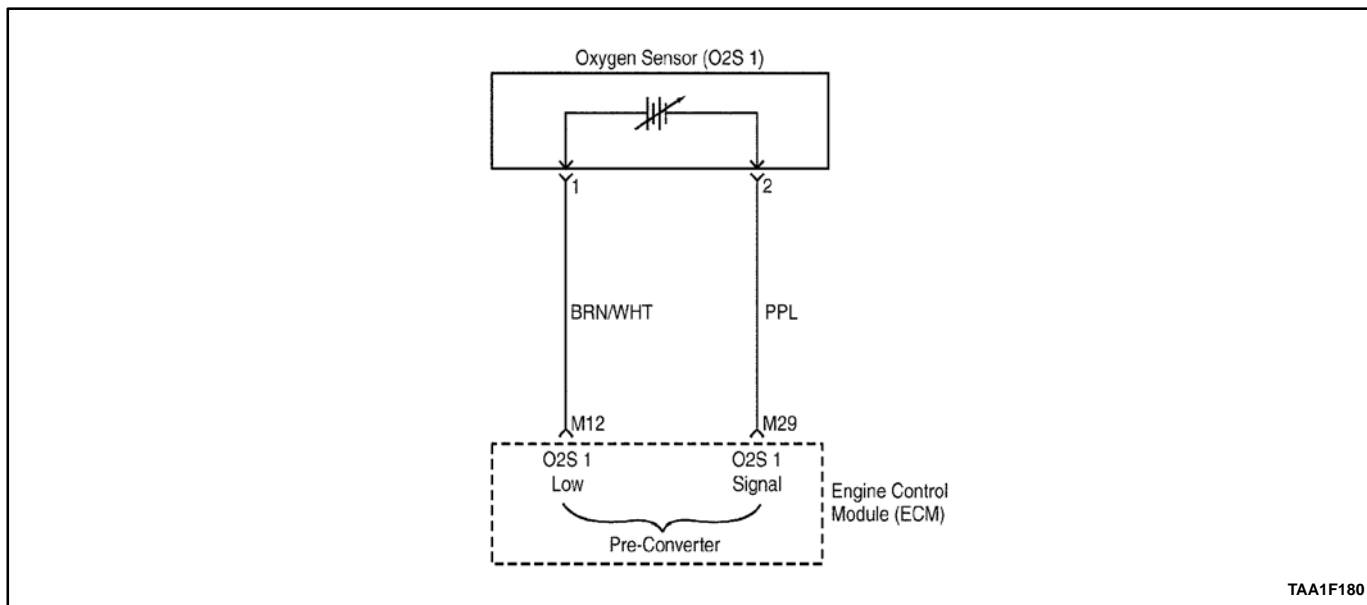 Oxygen Sensor (O2S 1)
1
2
BRN/WHT
PPL
M12
M29
O2S 1
Low
O2S 1
Signal
Engine Control
Module (ECM)
Pre-Converter
TAA1F180